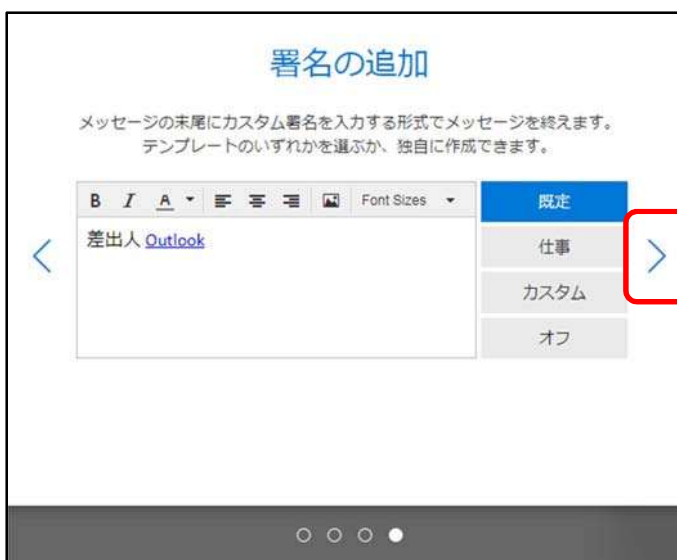 署名の追加
メッセージの末尾にカスタム署名を入力する形式でメッセージを終えます。
テンプレートのいずれかを選ぶか、独自に作成できます。
B I A Font Sizes
既定
差出人 Outlook
仕事
カスタム
オフ